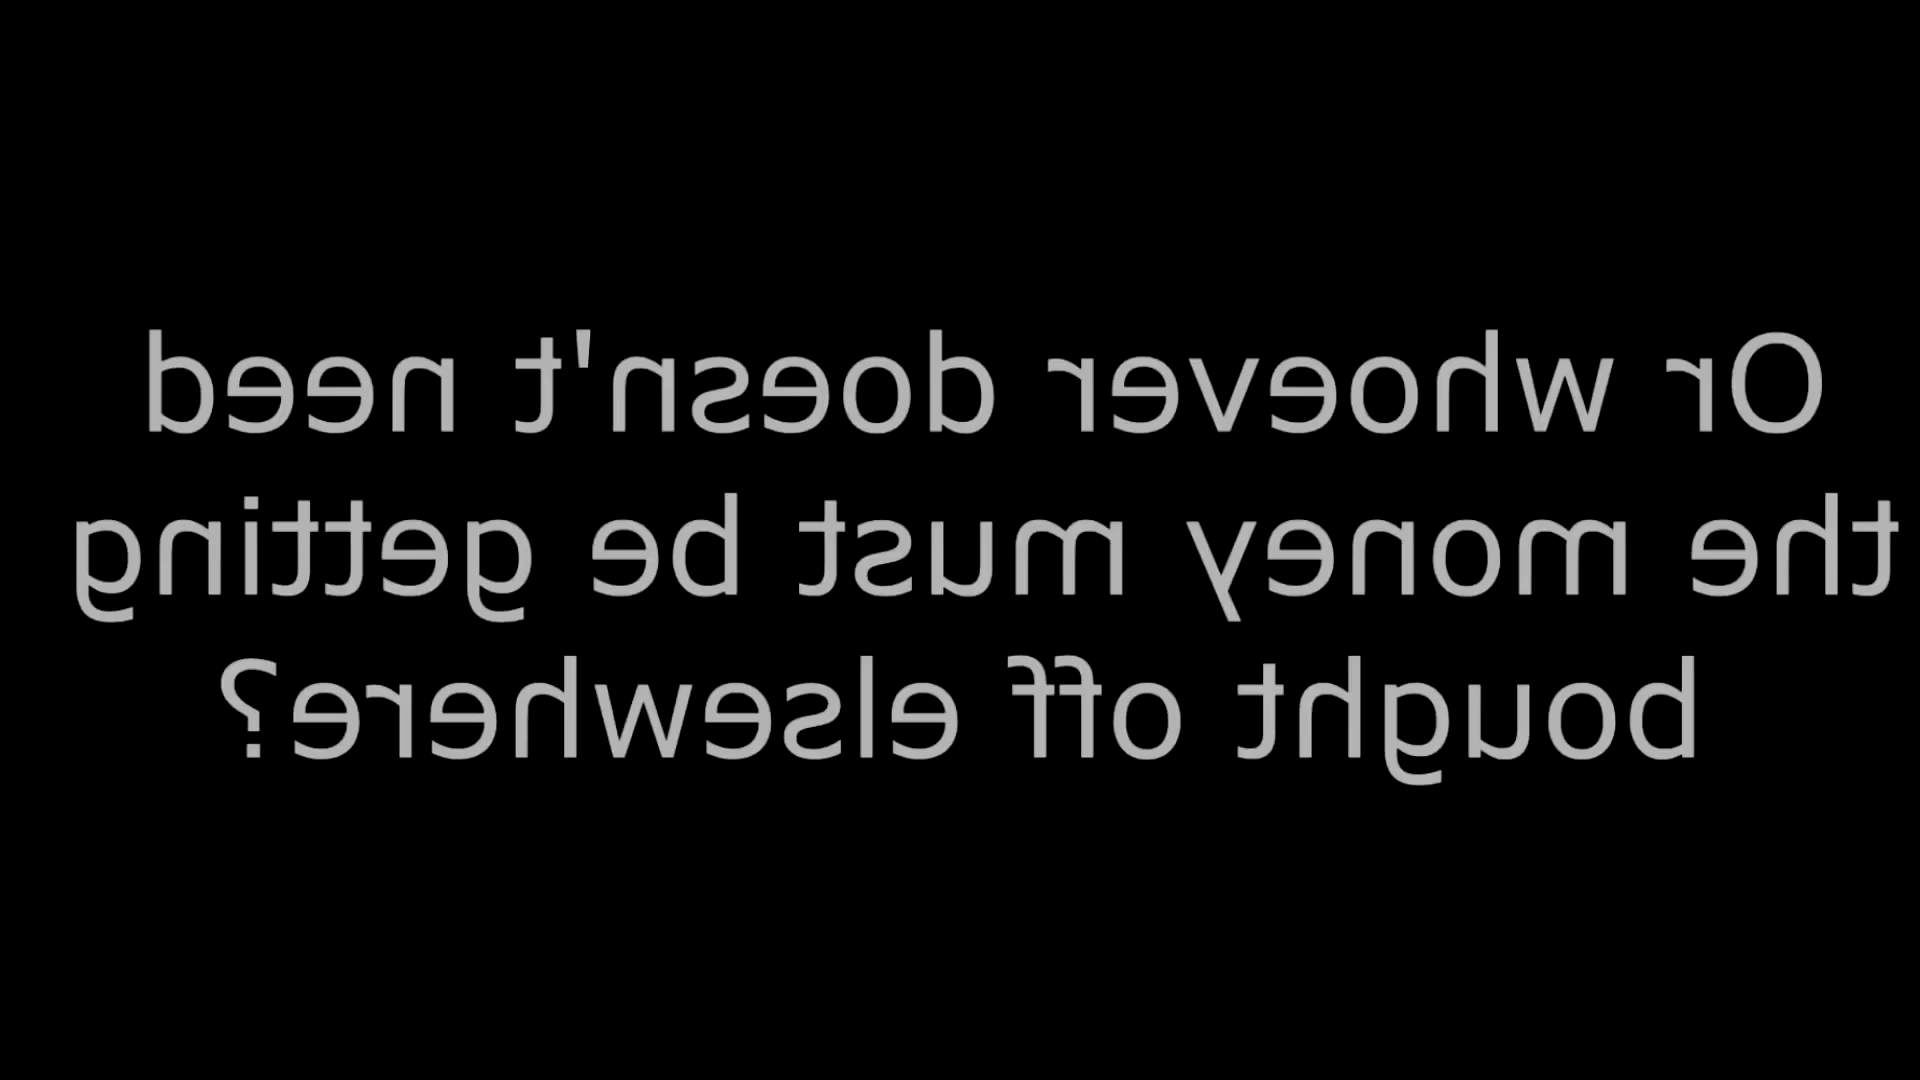 Or whoever doesn't need
the money must be getting
bought off elsewhere?